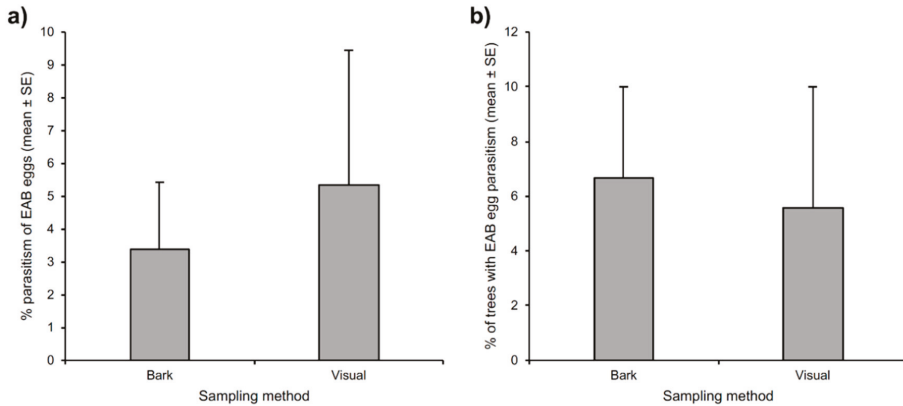 a)
% parasitism of EAB eggs (mean ± SE)
10
9
8
7
6
5
4
3
2
1
0
Bark
Visual
Sampling method
b)
% of trees with EAB egg parasitism (mean ± SE)
12
10
8
6
4
2
0
Bark
Visual
Sampling method